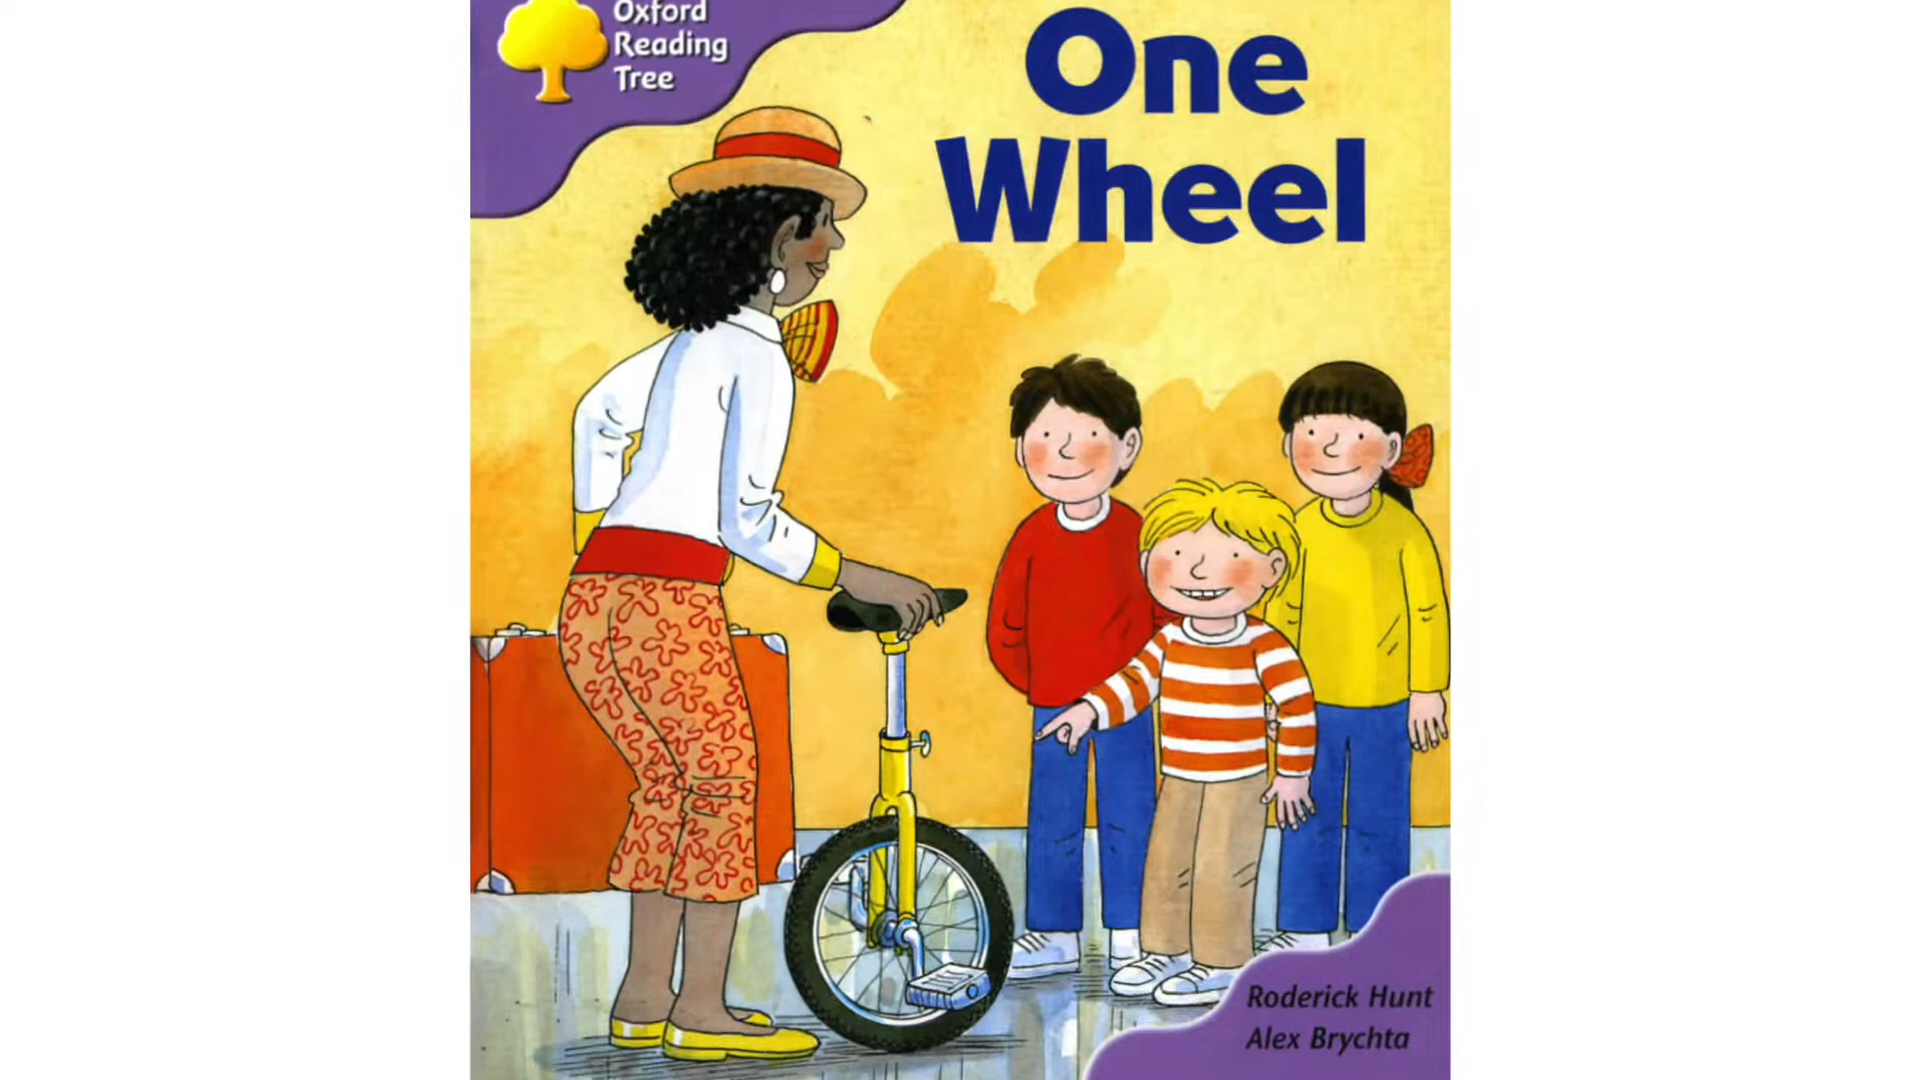 Oxford
Reading
Tree
One
Wheel
Roderick Hunt
Alex Brychta